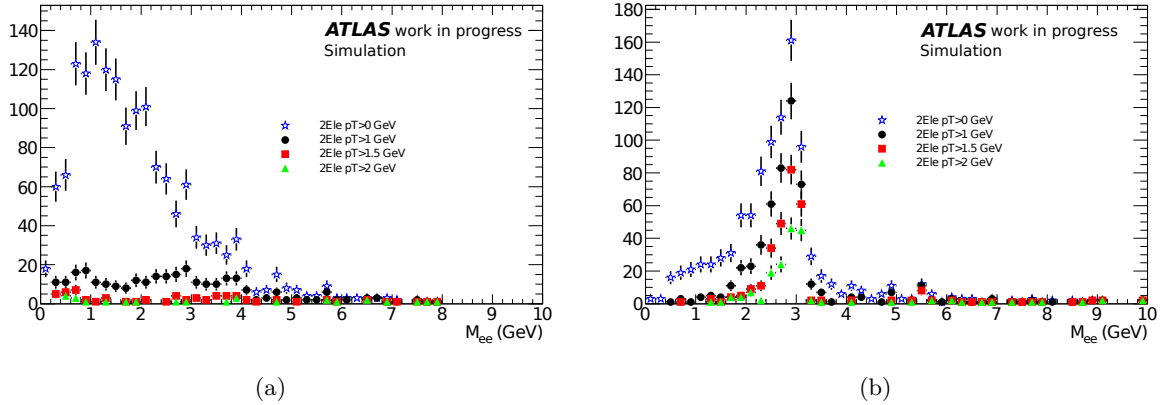 ATLAS work in progress
Simulation
2Ele pT>0 GeV
2Ele pT>1 GeV
2Ele pT>1.5 GeV
2Ele pT>2 GeV
140
120
100
80
60
40
20
0
0 1 2 3 4 5 6 7 8 9 10
M_ee (GeV)
(a)
ATLAS work in progress
Simulation
2Ele pT>0 GeV
2Ele pT>1 GeV
2Ele pT>1.5 GeV
2Ele pT>2 GeV
180
160
140
120
100
80
60
40
20
0
0 1 2 3 4 5 6 7 8 9 10
M_ee (GeV)
(b)